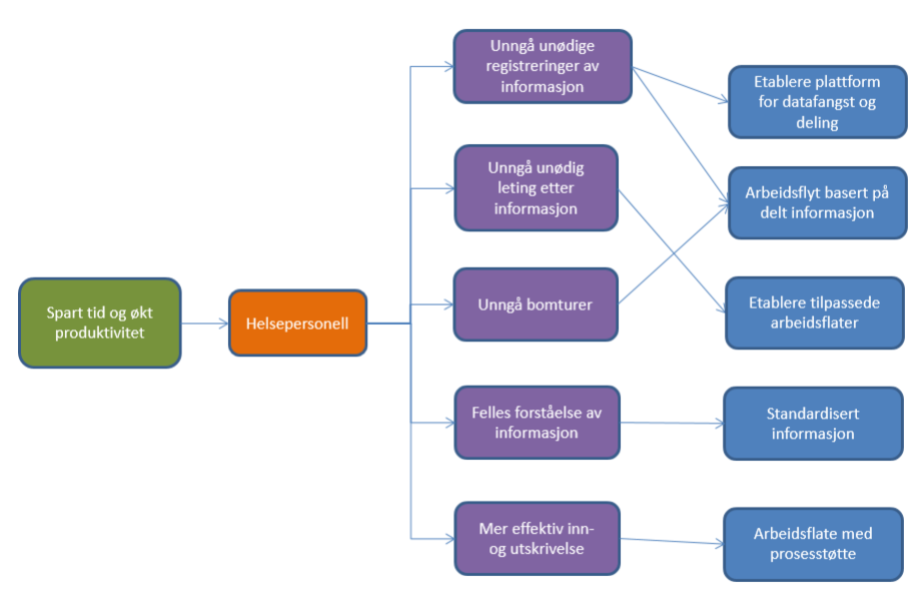 Spart tid og økt
produktivitet
Helsepersonell
Unngå unødige
registreringer av
informasjon
Unngå unødig
leting etter
informasjon
Unngå bomturer
Felles forståelse av
informasjon
Mer effektiv inn-
og utskrivelse
Etablere plattform
for datafangst og
deling
Arbeidsflyt basert på
delt informasjon
Etablere tilpassede
arbeidsflater
Standardisert
informasjon
Arbeidsflate med
prosesstøtte